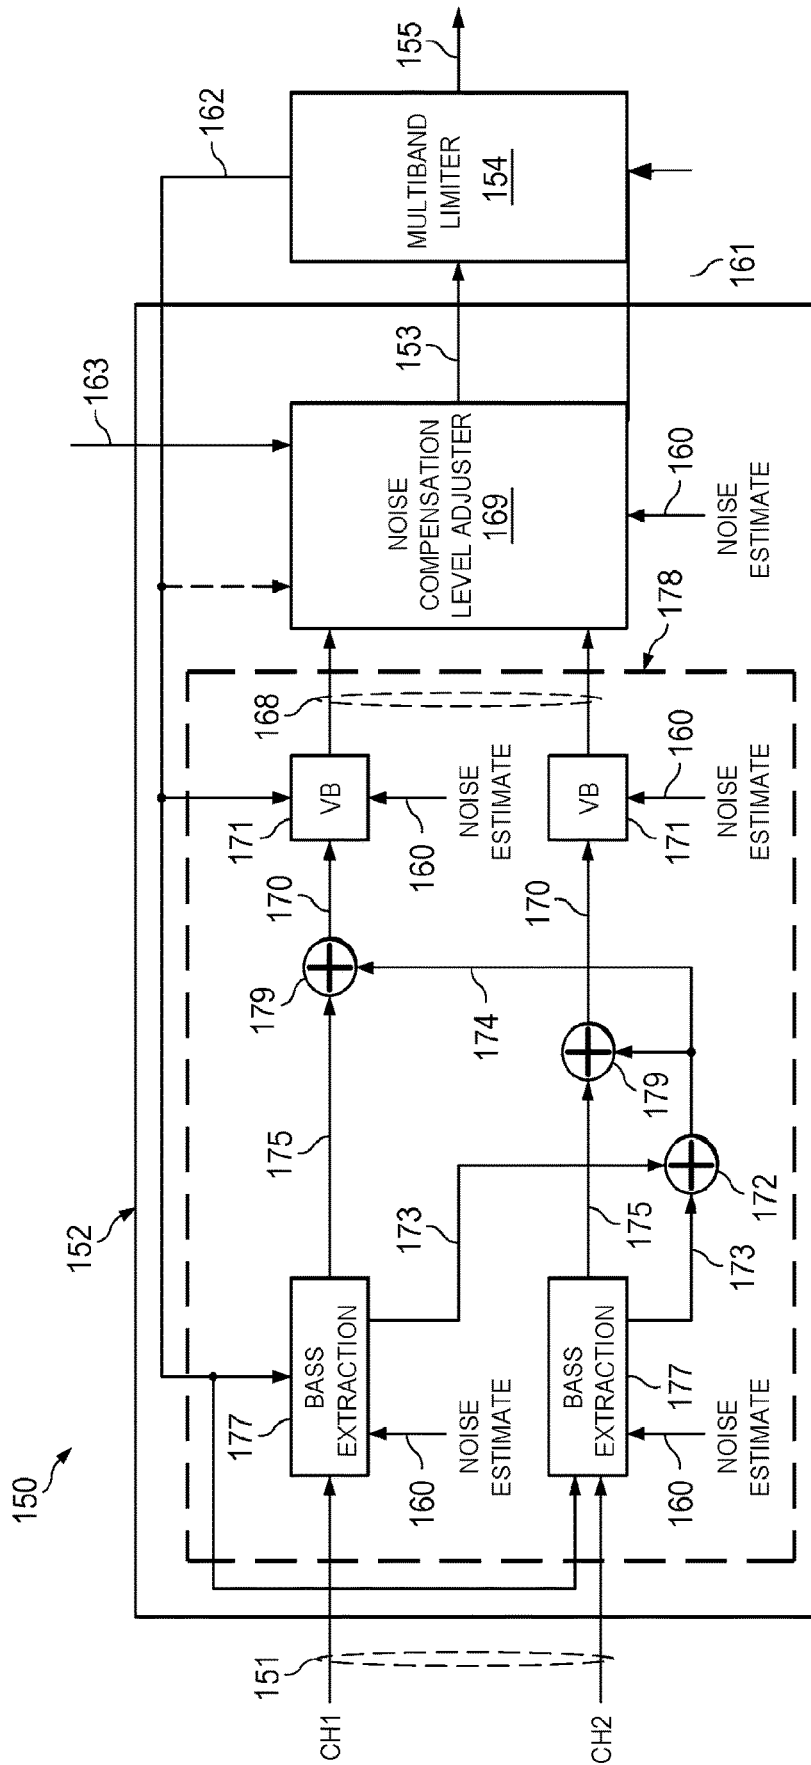 150
152
CH1
151
CH2
177
BASS
EXTRACTION
160
NOISE
ESTIMATE
BASS
EXTRACTION
177
160
NOISE
ESTIMATE
175
173
175
173
172
179
174
179
170
170
171
VB
160
NOISE
ESTIMATE
VB
171
160
NOISE
ESTIMATE
168
178
163
NOISE
COMPENSATION
LEVEL ADJUSTER
169
160
NOISE
ESTIMATE
153
161
162
MULTIBAND
LIMITER
154
155